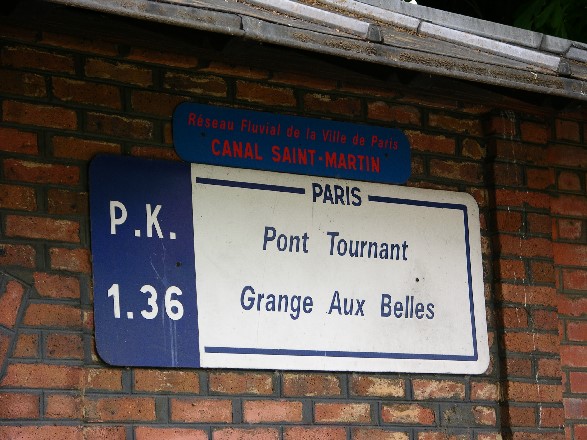 Réseau Fluvial de la Ville de Paris
CANAL SAINT-MARTIN
PARIS
P.K.
1.36
Pont Tournant
Grange Aux Belles